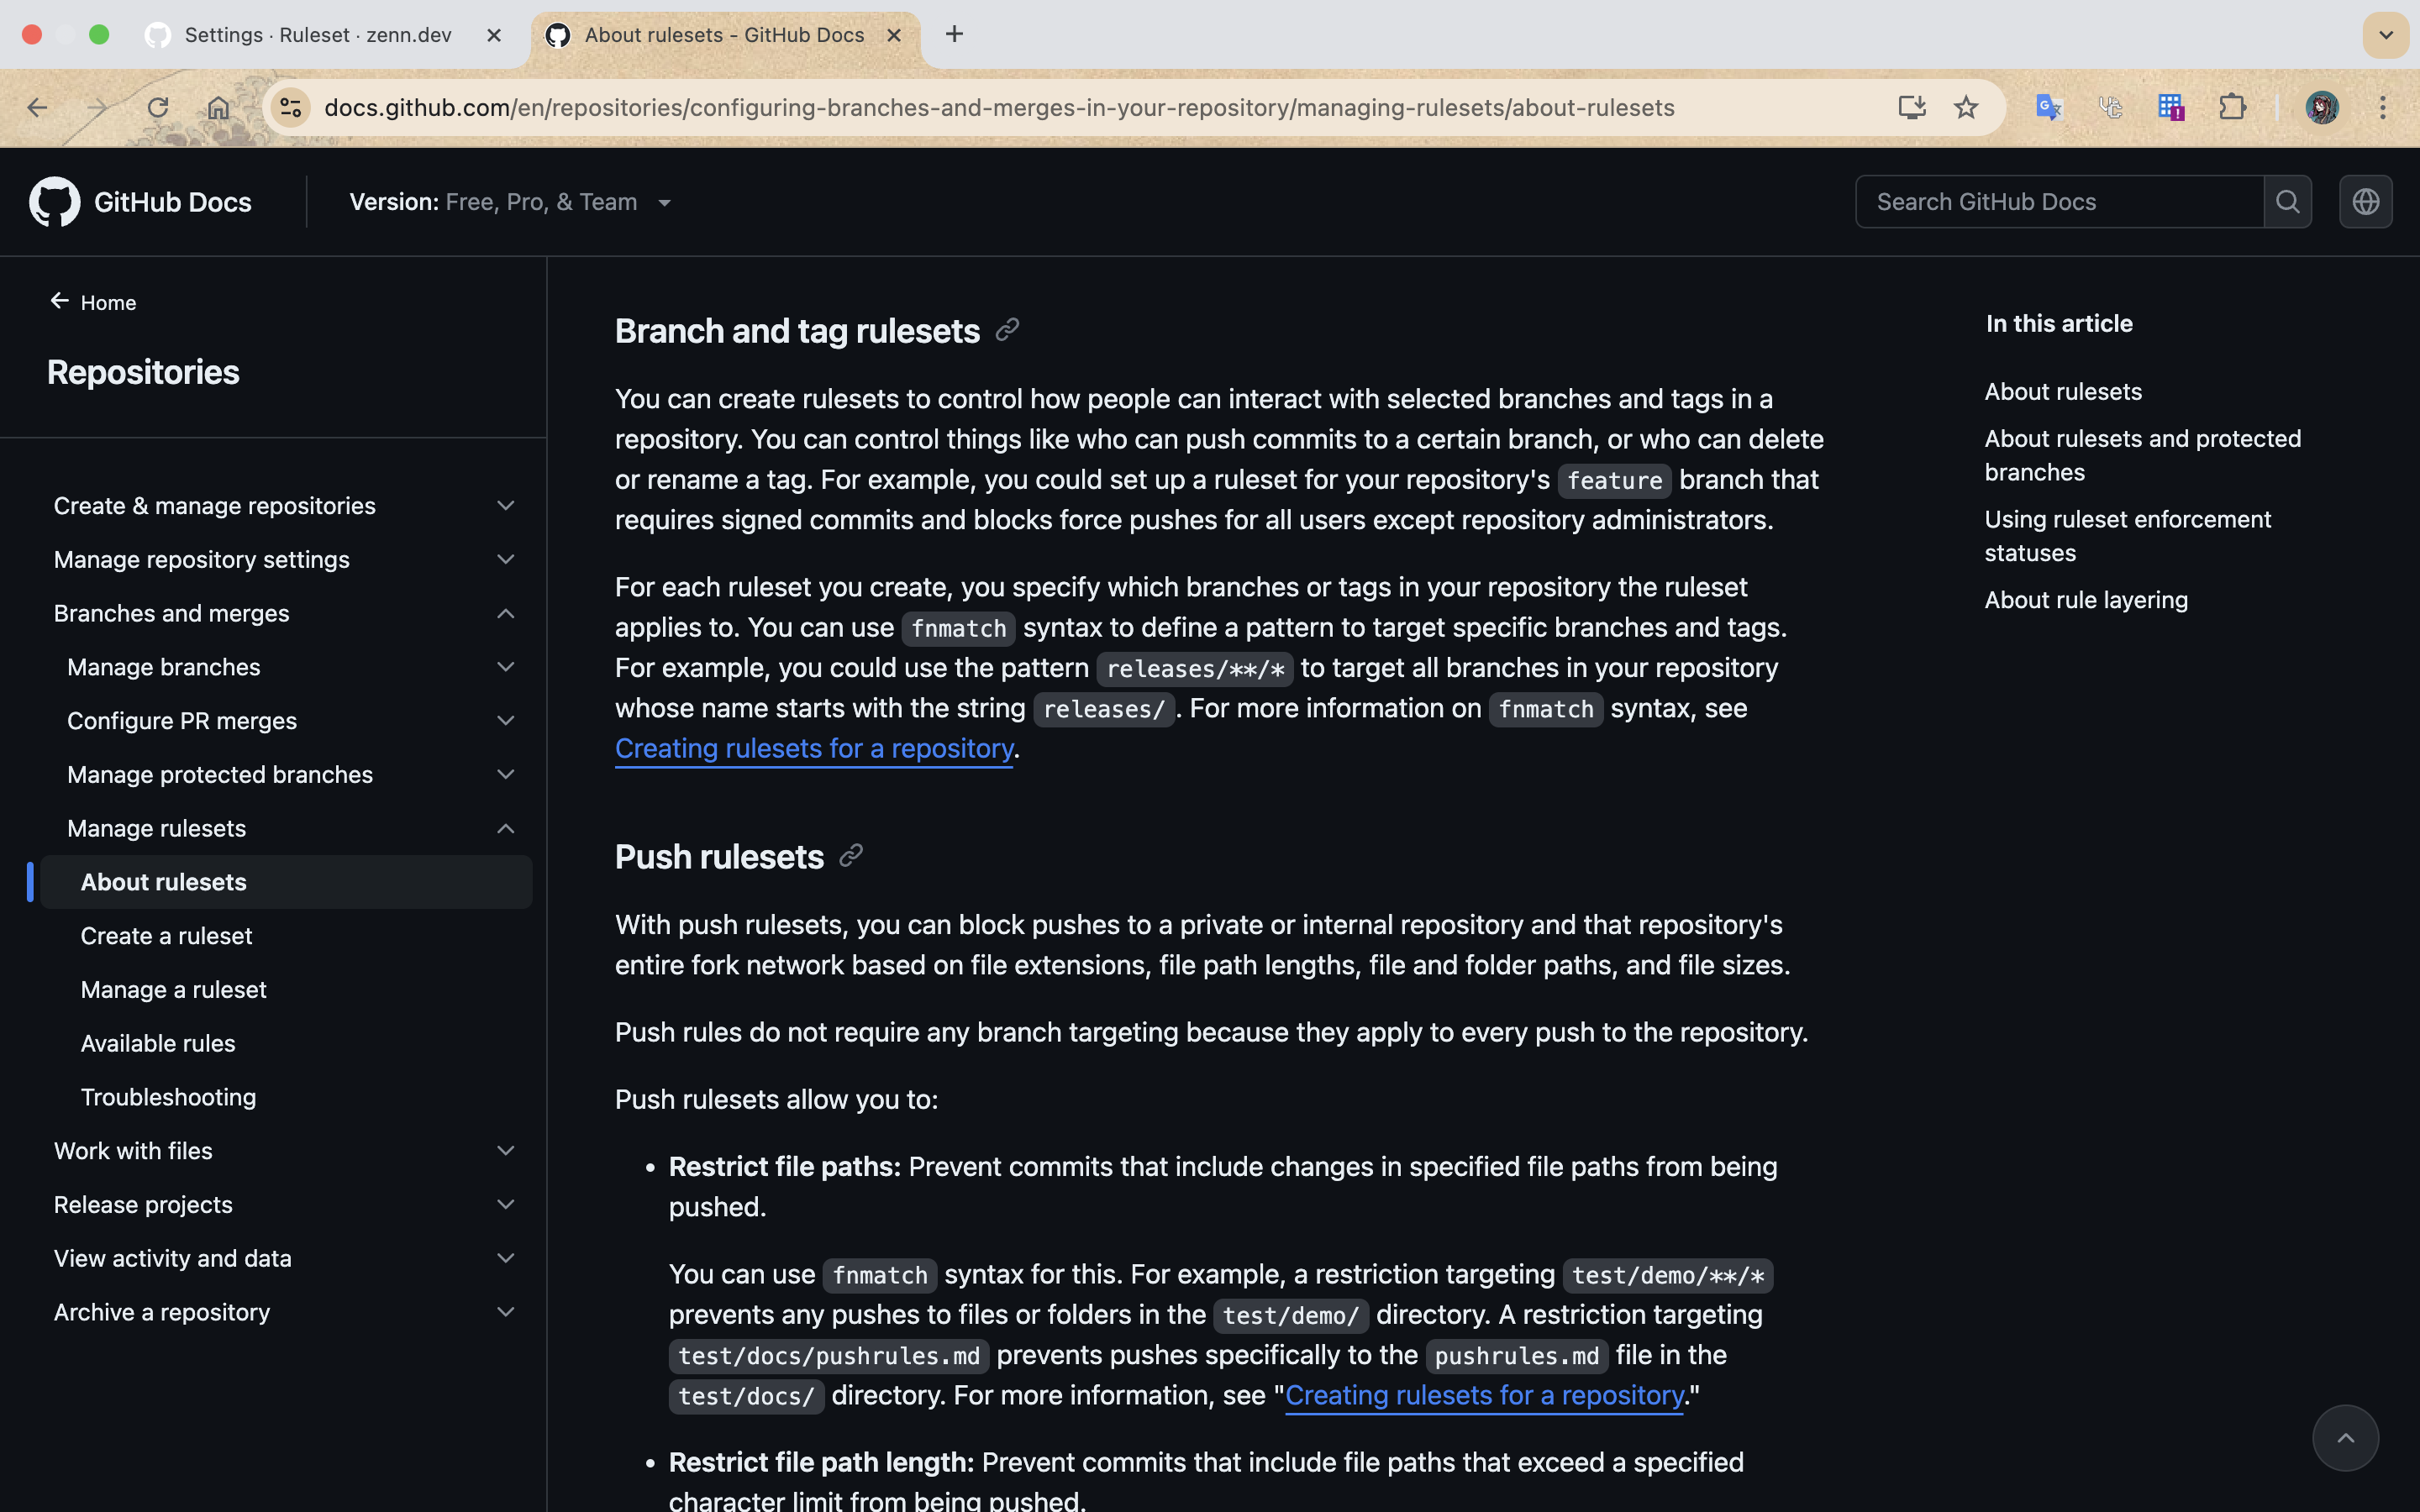 Settings · Ruleset · zenn.dev
About rulesets - GitHub Docs
docs.github.com/en/repositories/configuring-branches-and-merges-in-your-repository/managing-rulesets/about-rulesets
GitHub Docs
Version: Free, Pro, & Team
Search GitHub Docs
Home
Repositories
Create & manage repositories
Manage repository settings
Branches and merges
Manage branches
Configure PR merges
Manage protected branches
Manage rulesets
About rulesets
Create a ruleset
Manage a ruleset
Available rules
Troubleshooting
Work with files
Release projects
View activity and data
Archive a repository
Branch and tag rulesets
You can create rulesets to control how people can interact with selected branches and tags in a
repository. You can control things like who can push commits to a certain branch, or who can delete
or rename a tag. For example, you could set up a ruleset for your repository's feature branch that
requires signed commits and blocks force pushes for all users except repository administrators.
For each ruleset you create, you specify which branches or tags in your repository the ruleset
applies to. You can use fnmatch syntax to define a pattern to target specific branches and tags.
For example, you could use the pattern releases/**/* to target all branches in your repository
whose name starts with the string releases/. For more information on fnmatch syntax, see
Creating rulesets for a repository.
Push rulesets
With push rulesets, you can block pushes to a private or internal repository and that repository's
entire fork network based on file extensions, file path lengths, file and folder paths, and file sizes.
Push rules do not require any branch targeting because they apply to every push to the repository.
Push rulesets allow you to:
• Restrict file paths: Prevent commits that include changes in specified file paths from being
pushed.
You can use fnmatch syntax for this. For example, a restriction targeting test/demo/**/*
prevents any pushes to files or folders in the test/demo/ directory. A restriction targeting
test/docs/pushrules.md prevents pushes specifically to the pushrules.md file in the
test/docs/ directory. For more information, see "Creating rulesets for a repository."
• Restrict file path length: Prevent commits that include file paths that exceed a specified
character limit from being pushed.
In this article
About rulesets
About rulesets and protected
branches
Using ruleset enforcement
statuses
About rule layering